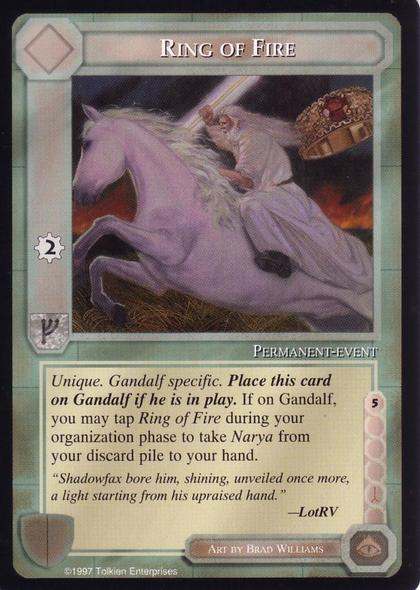 RING OF FIRE
2
PERMANENT-EVENT
Unique. Gandalf specific. Place this card
on Gandalf if he is in play. If on Gandalf,
you may tap Ring of Fire during your
organization phase to take Narya from
your discard pile to your hand.
5
"Shadowfax bore him, shining, unveiled once more,
a light starting from his upraised hand."
—LotRV
ART BY BRAD WILLIAMS
©1997 Tolkien Enterprises